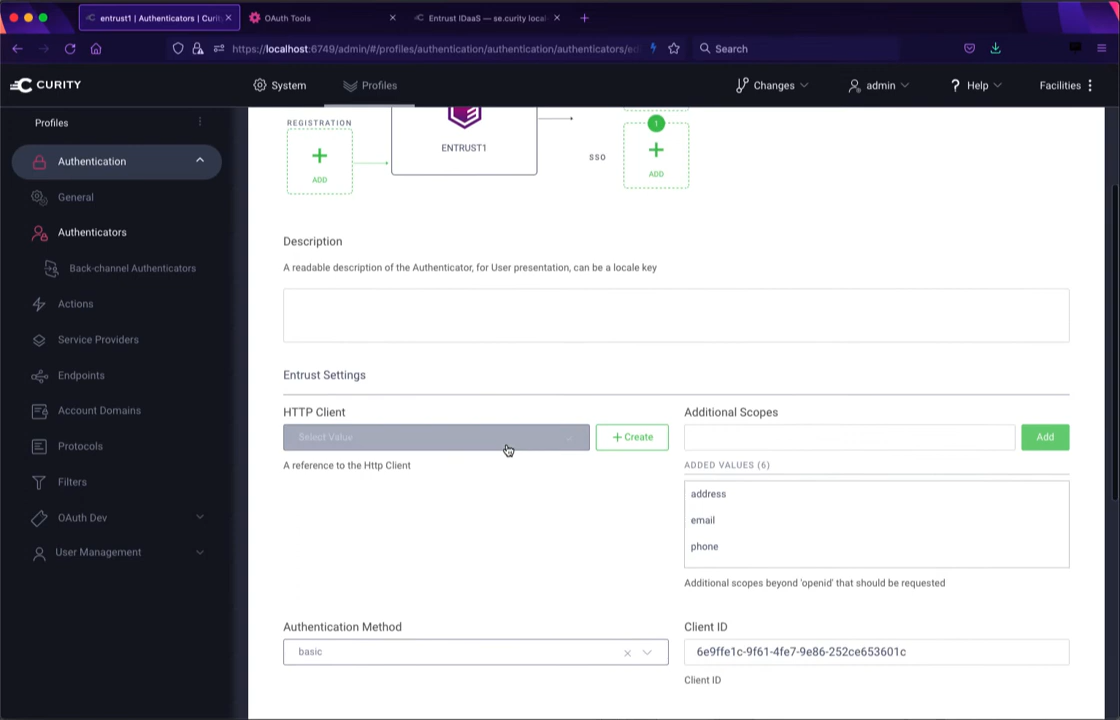 entrust1 | Authenticators | Curit
OAuth Tools
Entrust IDaaS — se.curity local
https://localhost:6749/admin/#/profiles/authentication/authentication/authenticators/ed
Search
CURITY
System
Profiles
Changes
admin
? Help
Facilities
Profiles
Authentication
General
Authenticators
Back-channel Authenticators
Actions
Service Providers
Endpoints
Account Domains
Protocols
Filters
OAuth Dev
User Management
REGISTRATION
ADD
ENTRUST1
SSO
1
ADD
Description
A readable description of the Authenticator, for User presentation, can be a locale key
Entrust Settings
HTTP Client
Select Value
+ Create
A reference to the Http Client
Additional Scopes
Add
ADDED VALUES (6)
address
email
phone
Additional scopes beyond 'openid' that should be requested
Authentication Method
basic
Client ID
6e9ffe1c-9f61-4fe7-9e86-252ce653601c
Client ID